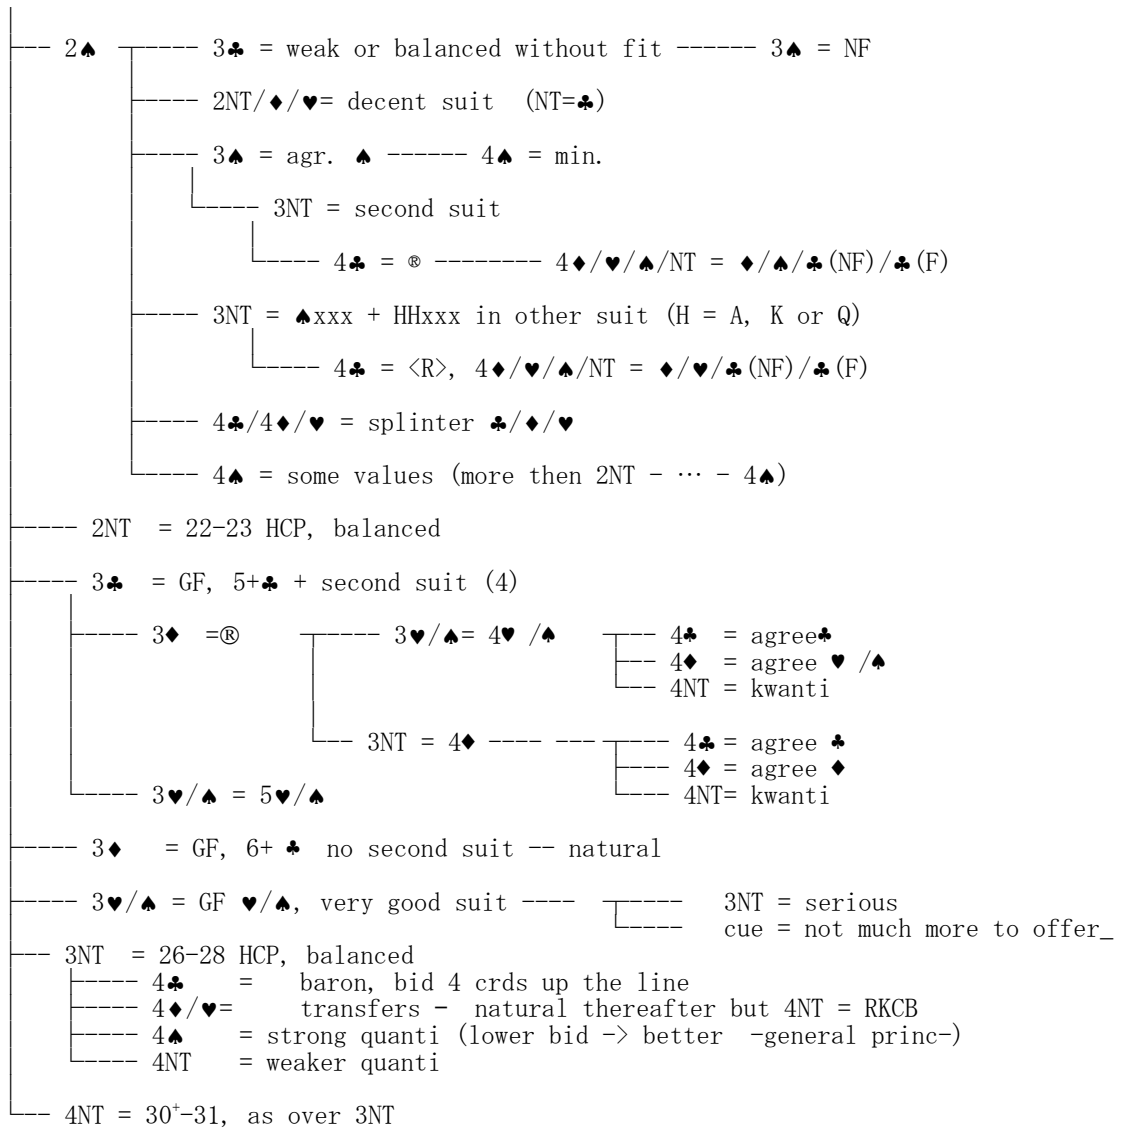 2♠ 3♣ = weak or balanced without fit 3♠ = NF
2NT/♦/♥= decent suit (NT=♣)
3♠ = agr. ♠ 4♠ = min.
3NT = second suit
4♣ = ® 4♦/♥/♠/NT = ♦/♠/♣(NF)/♣(F)
3NT = ♠xxx + HHxxx in other suit (H = A, K or Q)
4♣ = <R>, 4♦/♥/♠/NT = ♦/♥/♣(NF)/♣(F)
4♣/4♦/♥ = splinter ♣/♦/♥
4♠ = some values (more then 2NT - … - 4♠)
2NT = 22-23 HCP, balanced
3♣ = GF, 5+♣ + second suit (4)
3♦ =® 3♥/♠= 4♥ /♠ 4♣ = agree♣
4♦ = agree ♥ /♠
4NT = kwanti
3NT = 4♦ 4♣ = agree ♣
4♦ = agree ♦
3♥/♠ = 5♥/♠ 4NT= kwanti
3♦ = GF, 6+ ♣ no second suit -- natural
3♥/♠ = GF ♥/♠, very good suit 3NT = serious
cue = not much more to offer_
3NT = 26-28 HCP, balanced
4♣ = baron, bid 4 crds up the line
4♦/♥= transfers - natural thereafter but 4NT = RKCB
4♠ = strong quanti (lower bid -> better -general princ-)
4NT = weaker quanti
4NT = 30⁺-31, as over 3NT